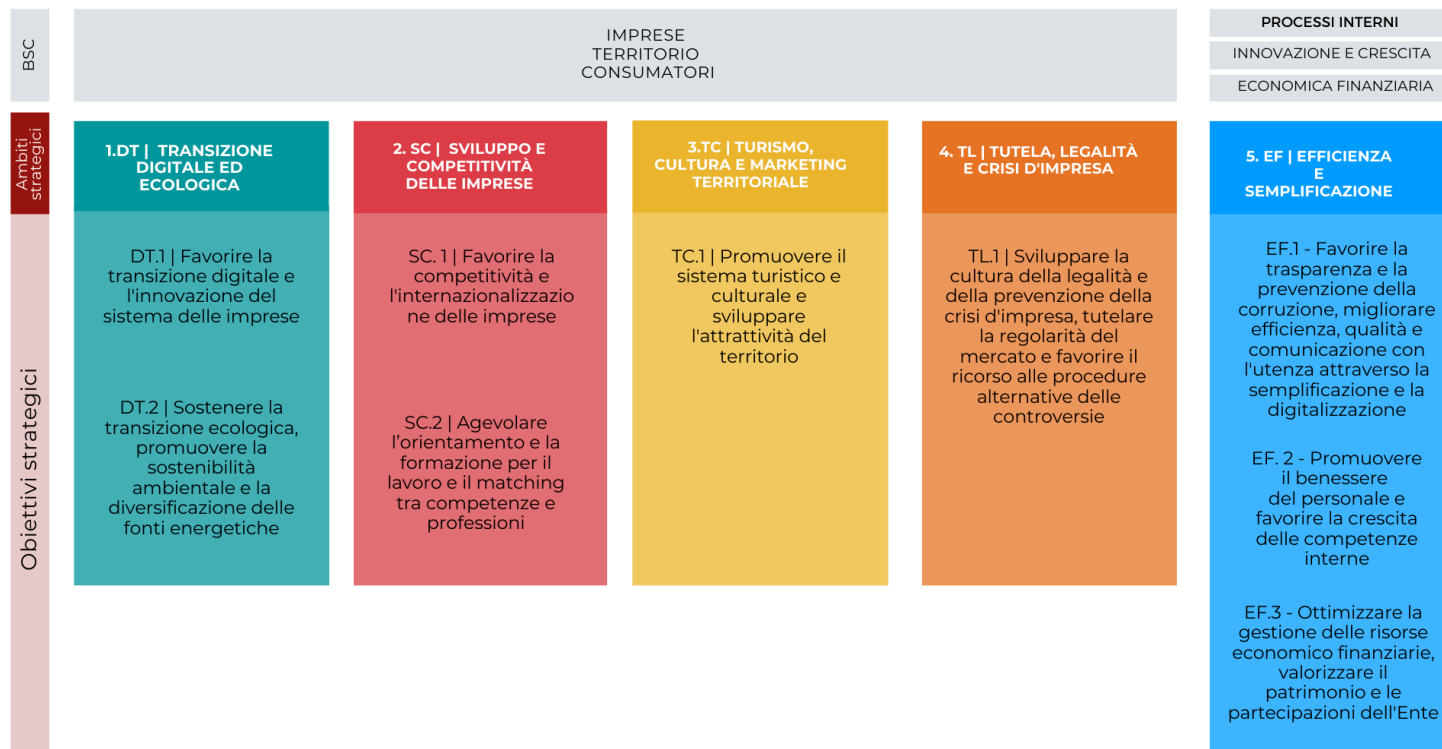 BSC
IMPRESE
TERRITORIO
CONSUMATORI
PROCESSI INTERNI
INNOVAZIONE E CRESCITA
ECONOMICA FINANZIARIA
Ambiti
strategici
1.DT | TRANSIZIONE
DIGITALE ED
ECOLOGICA
2. SC | SVILUPPO E
COMPETITIVITÀ
DELLE IMPRESE
3.TC | TURISMO,
CULTURA E MARKETING
TERRITORIALE
4. TL | TUTELA, LEGALITÀ
E CRISI D'IMPRESA
5. EF | EFFICIENZA
E
SEMPLIFICAZIONE
Obiettivi strategici
DT.1 | Favorire la
transizione digitale e
l'innovazione del
sistema delle imprese
DT.2 | Sostenere la
transizione ecologica,
promuovere la
sostenibilità
ambientale e la
diversificazione delle
fonti energetiche
SC. 1 | Favorire la
competitività e
l'internazionalizzazio
ne delle imprese
SC.2 | Agevolare
l’orientamento e la
formazione per il
lavoro e il matching
tra competenze e
professioni
TC.1 | Promuovere il
sistema turistico e
culturale e
sviluppare
l'attrattività del
territorio
TL.1 | Sviluppare la
cultura della legalità e
della prevenzione della
crisi d'impresa, tutelare
la regolarità del
mercato e favorire il
ricorso alle procedure
alternative delle
controversie
EF.1 - Favorire la
trasparenza e la
prevenzione della
corruzione, migliorare
efficienza, qualità e
comunicazione con
l'utenza attraverso la
semplificazione e la
digitalizzazione
EF. 2 - Promuovere
il benessere
del personale e
favorire la crescita
delle competenze
interne
EF.3 - Ottimizzare la
gestione delle risorse
economico finanziarie,
valorizzare il
patrimonio e le
partecipazioni dell'Ente